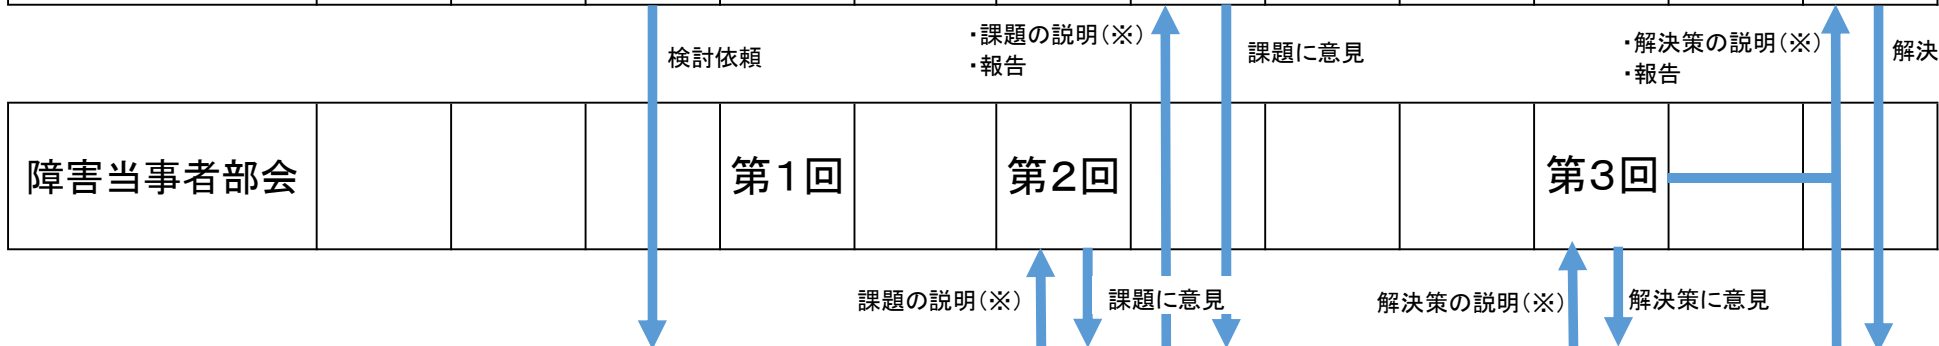 検討依頼
・課題の説明(※)
・報告
課題に意見
・解決策の説明(※)
・報告
解決
障害当事者部会
第1回
第2回
第3回
課題の説明(※)
課題に意見
解決策の説明(※)
解決策に意見